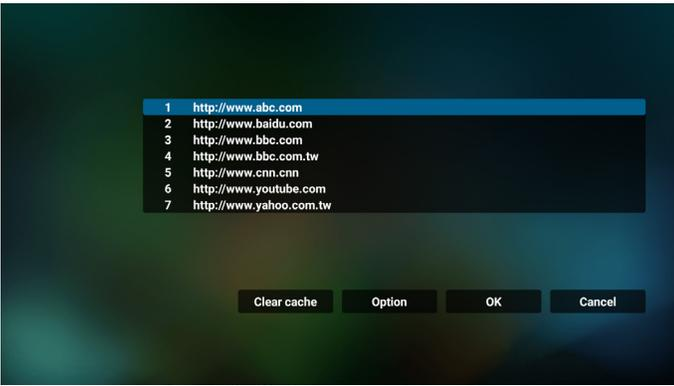 1 http://www.abc.com
2 http://www.baidu.com
3 http://www.bbc.com
4 http://www.bbc.com.tw
5 http://www.cnn.cnn
6 http://www.youtube.com
7 http://www.yahoo.com.tw
Clear cache Option OK Cancel